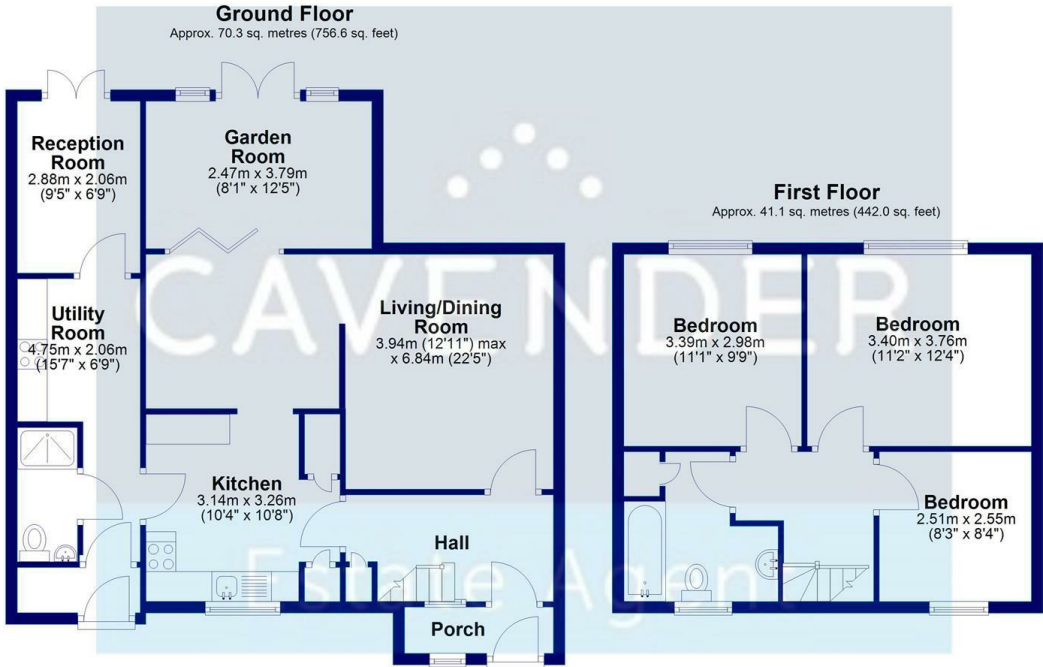 Ground Floor
Approx. 70.3 sq. metres (756.6 sq. feet)
Reception
Room
2.88m x 2.06m
(9'5" x 6'9")
Garden
Room
2.47m x 3.79m
(8'1" x 12'5")
Utility
Room
4.75m x 2.06m
(15'7" x 6'9")
Living/Dining
Room
3.94m (12'11") max
x 6.84m (22'5")
Kitchen
3.14m x 3.26m
(10'4" x 10'8")
Hall
Porch
First Floor
Approx. 41.1 sq. metres (442.0 sq. feet)
Bedroom
3.39m x 2.98m
(11'1" x 9'9")
Bedroom
3.40m x 3.76m
(11'2" x 12'4")
Bedroom
2.51m x 2.55m
(8'3" x 8'4")
CAVENDER
Estate Agent